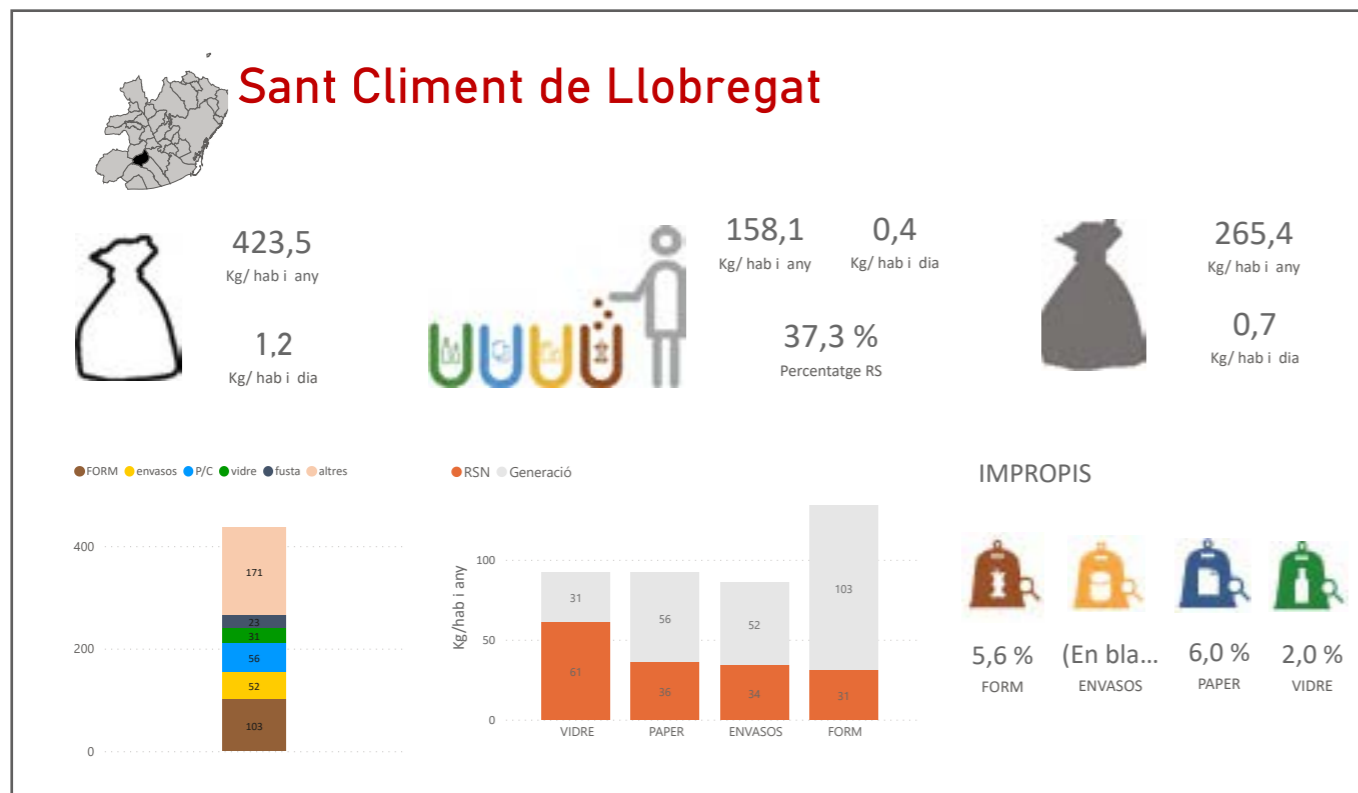 Sant Climent de Llobregat
423,5
Kg/ hab i any
1,2
Kg/ hab i dia
158,1
Kg/ hab i any
0,4
Kg/ hab i dia
37,3 %
Percentatge RS
265,4
Kg/ hab i any
0,7
Kg/ hab i dia
FORM envasos P/C vidre fusta altres
400
200
0
171
23
31
56
52
103
RSN Generació
Kg/hab i any
100
50
0
31
61
56
36
52
34
103
31
VIDRE PAPER ENVASOS FORM
IMPROPIS
5,6 %
FORM
(En bla...
ENVASOS
6,0 %
PAPER
2,0 %
VIDRE